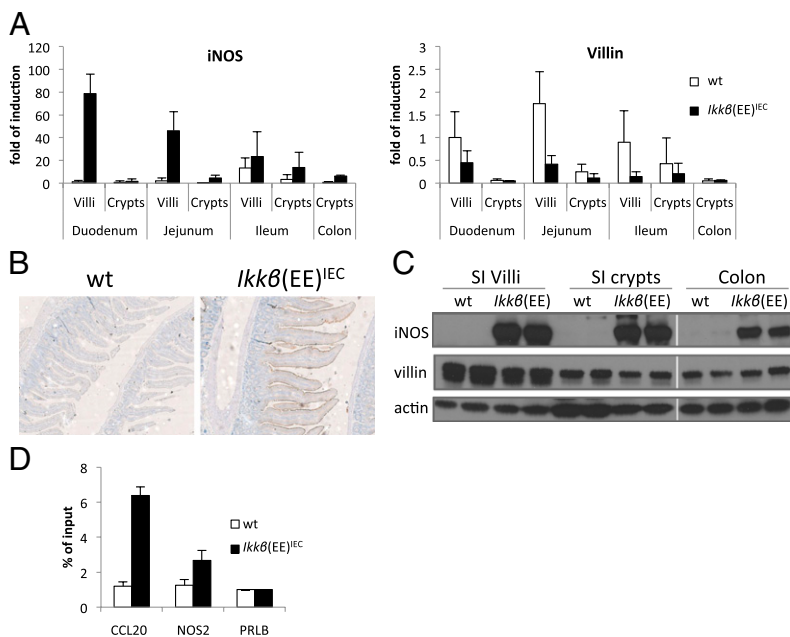 A
iNOS
fold of induction
120
100
80
60
40
20
0
Villi Crypts Villi Crypts Villi Crypts Crypts
Duodenum Jejunum Ileum Colon
Villin
fold of induction
3
2.5
2
1.5
1
0.5
0
wt
Ikkβ(EE)IEC
Villi Crypts Villi Crypts Villi Crypts Crypts
Duodenum Jejunum Ileum Colon
B
wt Ikkβ(EE)IEC
C
SI Villi SI crypts Colon
wt Ikkβ(EE) wt Ikkβ(EE) wt Ikkβ(EE)
iNOS
villin
actin
D
% of input
8
6
4
2
0
wt
Ikkβ(EE)IEC
CCL20 NOS2 PRLB